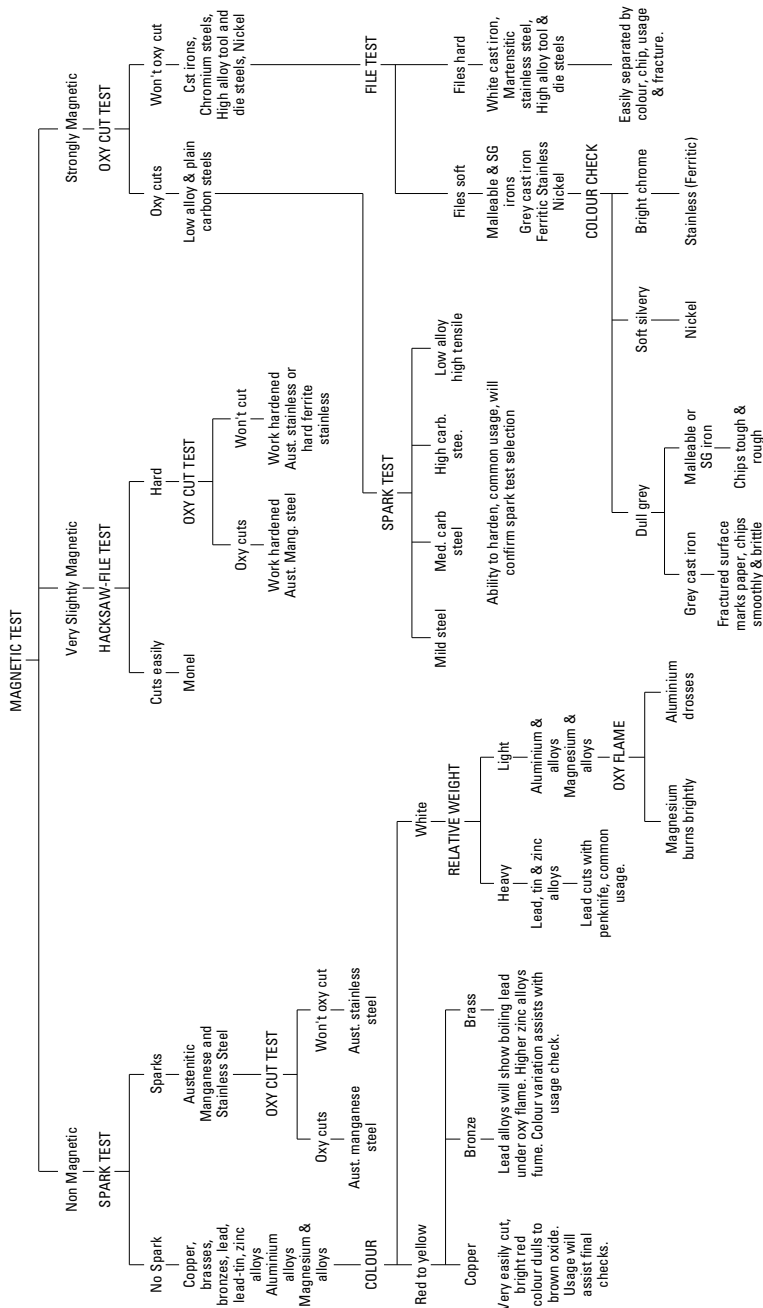 MAGNETIC TEST
Non Magnetic
SPARK TEST
No Spark
Copper,
brasses,
bronzes, lead,
lead-tin, zinc
alloys
Aluminium
alloys
Magnesium &
alloys
COLOUR
Red to yellow
Copper
Very easily cut,
bright red
colour dulls to
brown oxide.
Usage will
assist final
checks.
Bronze
Brass
Lead alloys will show boiling lead
under oxy flame. Higher zinc alloys
fume. Colour variation assists with
usage check.
White
RELATIVE WEIGHT
Heavy
Lead, tin & zinc
alloys
Lead cuts with
penknife, common
usage.
Light
Aluminium &
alloys
Magnesium &
alloys
OXY FLAME
Magnesium
burns brightly
Aluminium
drosses
Sparks
Austenitic
Manganese and
Stainless Steel
OXY CUT TEST
Oxy cuts
Aust. manganese
steel
Won't oxy cut
Aust. stainless
steel
Very Slightly Magnetic
HACKSAW-FILE TEST
Cuts easily
Monel
Hard
OXY CUT TEST
Oxy cuts
Work hardened
Aust. Mang. steel
Won't cut
Work hardened
Aust. stainless or
hard ferrite
stainless
Strongly Magnetic
OXY CUT TEST
Oxy cuts
Low alloy & plain
carbon steels
SPARK TEST
Mild steel
Med. carb
steel
High carb.
stee.
Low alloy
high tensile
Ability to harden, common usage, will
confirm spark test selection
Won't oxy cut
Cst irons,
Chromium steels,
High alloy tool and
die steels, Nickel
FILE TEST
Files soft
Malleable & SG
irons
Grey cast iron
Ferritic Stainless
Nickel
COLOUR CHECK
Dull grey
Grey cast iron
Fractured surface
marks paper, chips
smoothly & brittle
Malleable or
SG iron
Chips tough &
rough
Soft silvery
Nickel
Bright chrome
Stainless (Ferritic)
Files hard
White cast iron,
Martensitic
stainless steel,
High alloy tool &
die steels
Easily separated by
colour, chip, usage
& fracture.